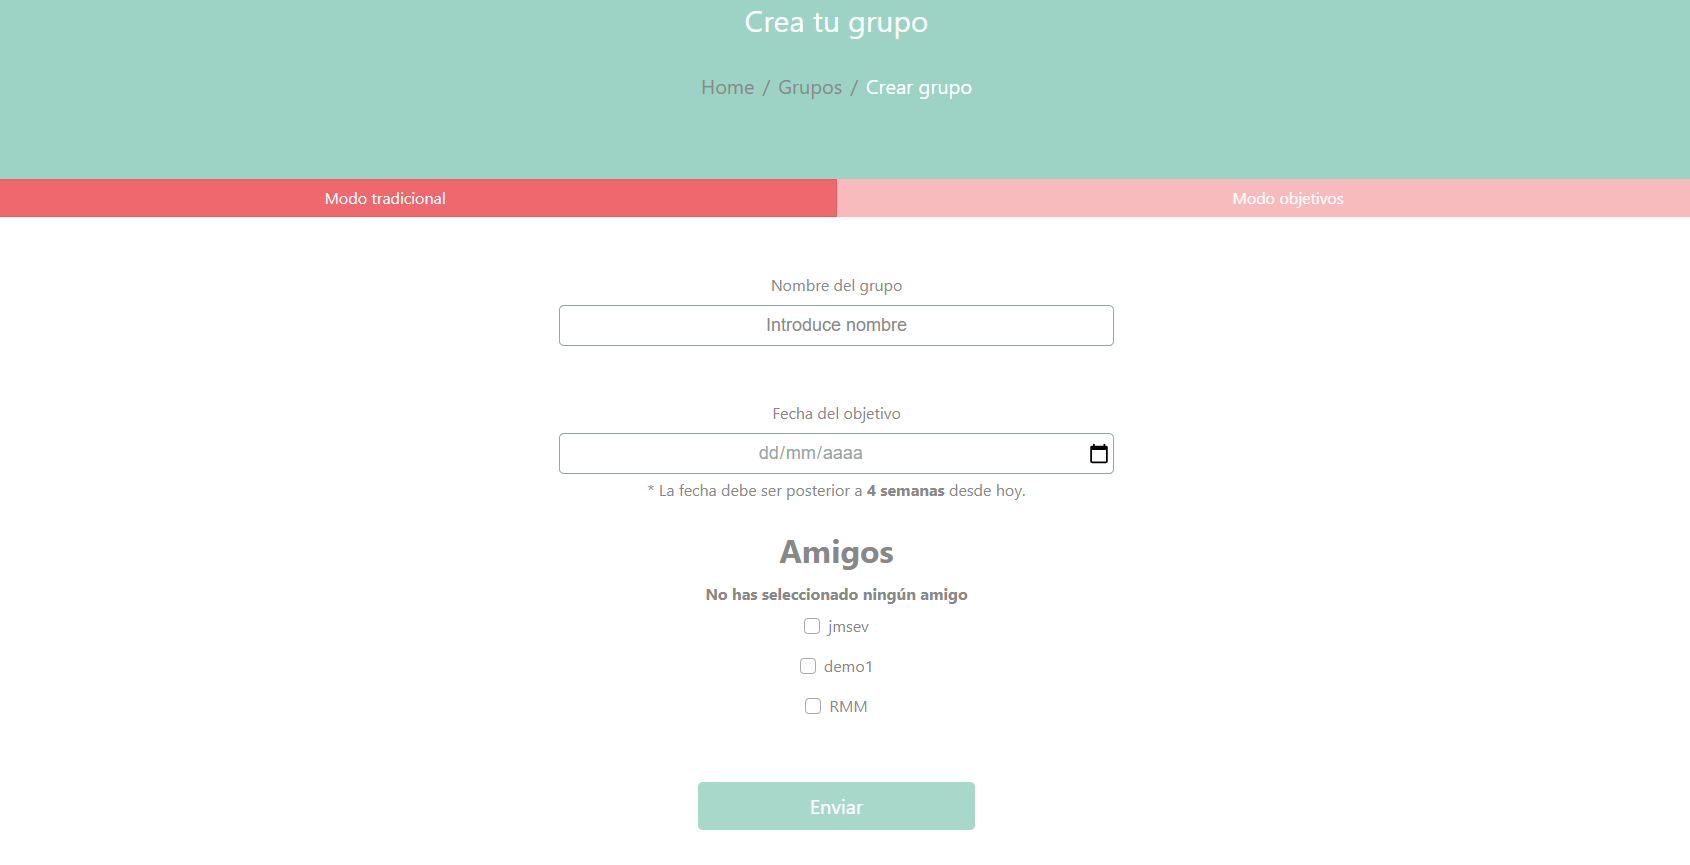 Crea tu grupo
Home / Grupos / Crear grupo
Modo tradicional Modo objetivos
Nombre del grupo
Introduce nombre
Fecha del objetivo
dd/mm/aaaa
* La fecha debe ser posterior a 4 semanas desde hoy.
Amigos
No has seleccionado ningún amigo
jmsev
demo1
RMM
Enviar